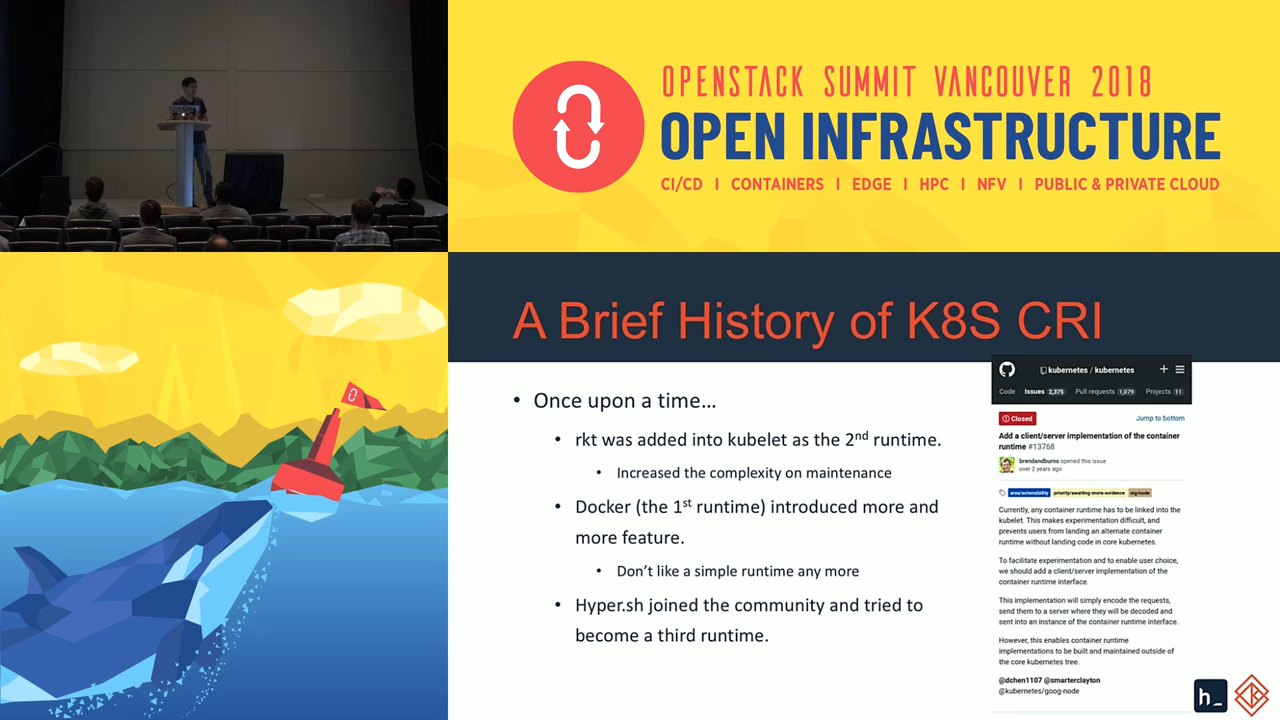 OPENSTACK SUMMIT VANCOUVER 2018
OPEN INFRASTRUCTURE
CI/CD | CONTAINERS | EDGE | HPC | NFV | PUBLIC & PRIVATE CLOUD
A Brief History of K8S CRI
• Once upon a time...
• rkt was added into kubelet as the 2nd runtime.
• Increased the complexity on maintenance
• Docker (the 1st runtime) introduced more and
more feature.
• Don't like a simple runtime any more
• Hyper.sh joined the community and tried to
become a third runtime.
kubernetes / kubernetes
Code Issues 2,375 Pull requests 1,079 Projects 11
Closed Jump to bottom
Add a client/server implementation of the container
runtime #13768
brendandburns opened this issue
over 2 years ago
area/extensibility priority/awaiting-more-evidence sig/node
Currently, any container runtime has to be linked into the
kubelet. This makes experimentation difficult, and
prevents users from landing an alternate container
runtime without landing code in core kubernetes.
To facilitate experimentation and to enable user choice,
we should add a client/server implementation of the
container runtime interface.
This implementation will simply encode the requests,
send them to a server where they will be decoded and
sent into an instance of the container runtime interface.
However, this enables container runtime
implementations to be built and maintained outside of
the core kubernetes tree.
@dchen1107 @smarterclayton
@kubernetes/goog-node
h_